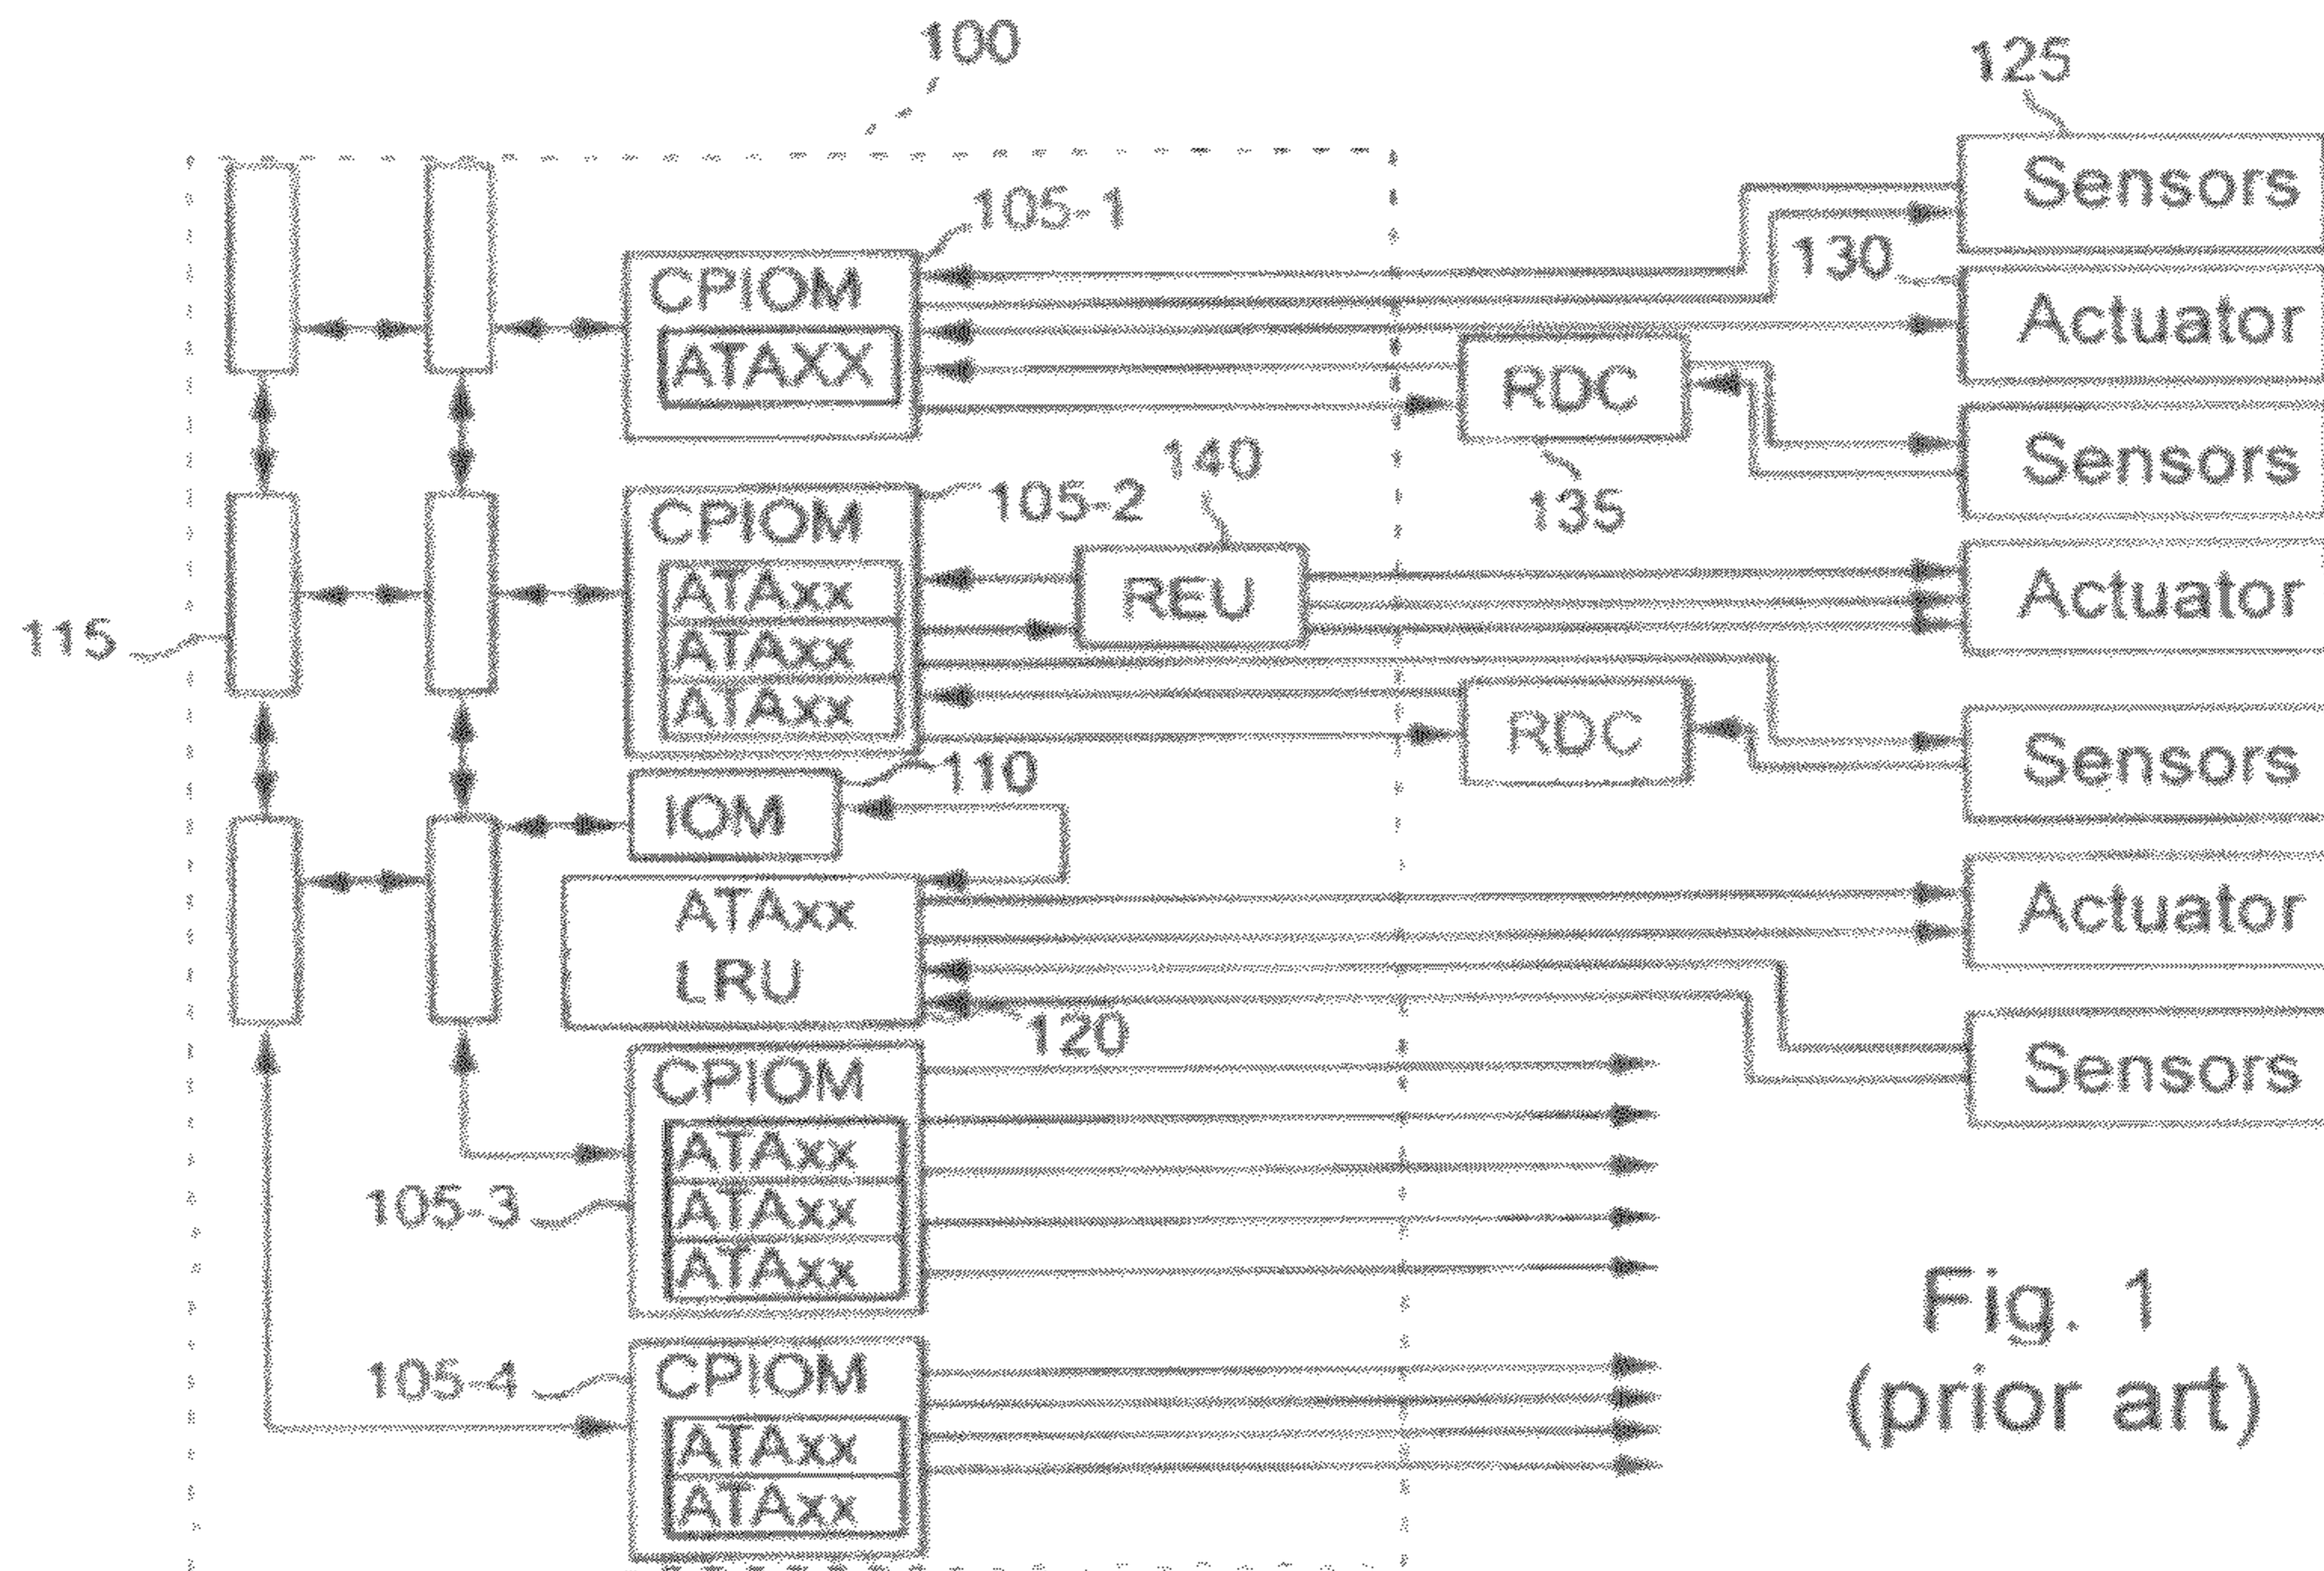 100
125
Sensors
105-1
130
CPIOM
Actuator
ATAXX
RDC
140
Sensors
105-2
135
CPIOM
ATAxx
REU
Actuator
115
ATAxx
ATAxx
RDC
Sensors
110
IOM
ATAxx
Actuator
LRU
120
CPIOM
Sensors
ATAxx
105-3
ATAxx
ATAxx
Fig. 1
105-4
CPIOM
(prior art)
ATAxx
ATAxx